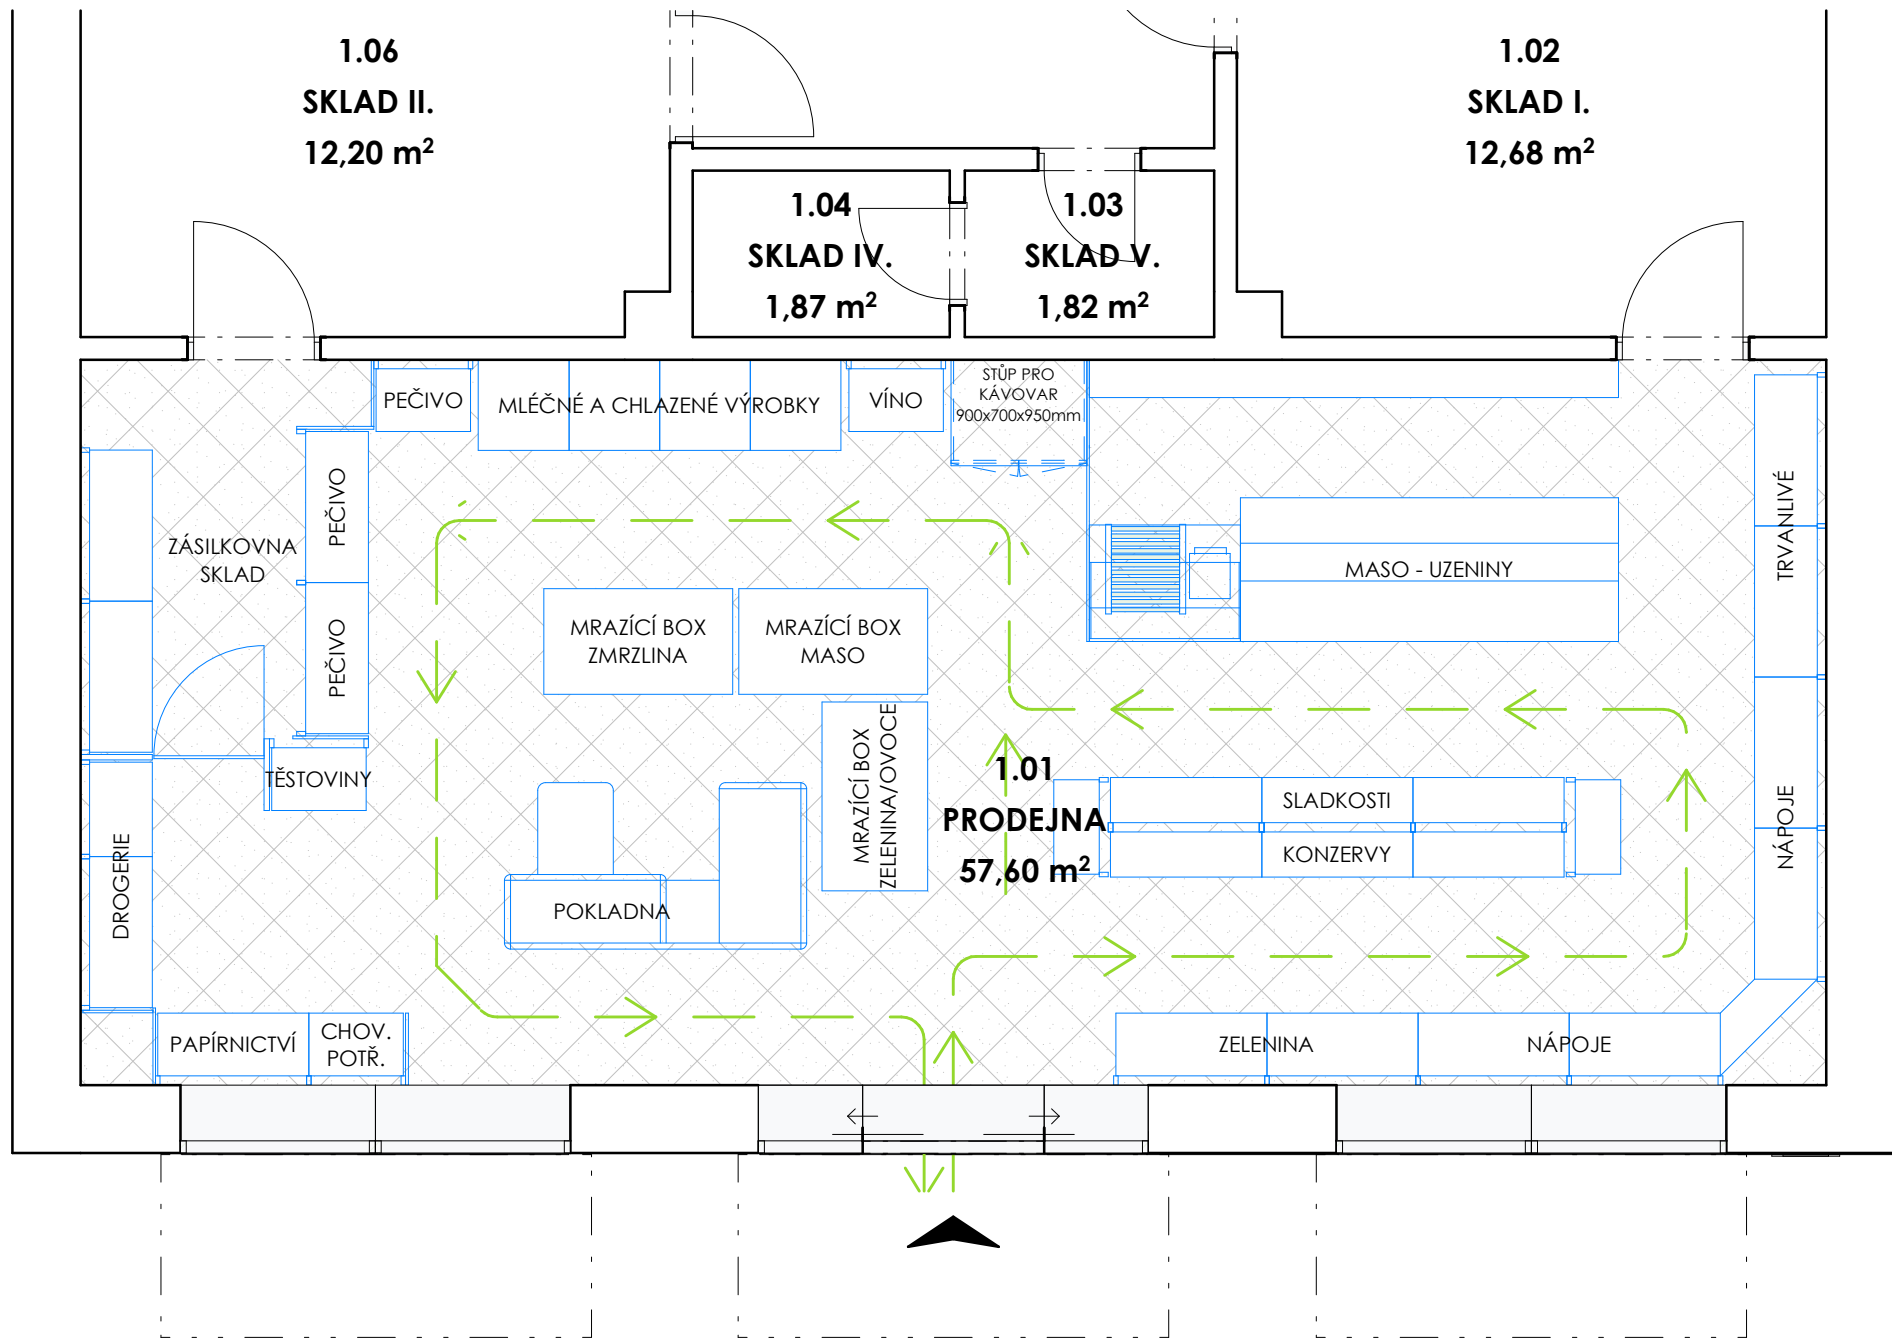 1.06
SKLAD II.
12,20 m²
1.02
SKLAD I.
12,68 m²
1.04
SKLAD IV.
1,87 m²
1.03
SKLAD V.
1,82 m²
PEČIVO
MLÉČNÉ A CHLAZENÉ VÝROBKY
VÍNO
STŮP PRO
KÁVOVAR
900x700x950mm
ZÁSILKOVNA
SKLAD
PEČIVO
PEČIVO
TĚSTOVINY
DROGERIE
PAPÍRNICTVÍ
CHOV.
POTŘ.
MRAZÍCÍ BOX
ZMRZLINA
MRAZÍCÍ BOX
MASO
MRAZÍCÍ BOX
ZELENINA/OVOCE
POKLADNA
1.01
PRODEJNA
57,60 m²
MASO - UZENINY
SLADKOSTI
KONZERVY
TRVANLIVÉ
NÁPOJE
ZELENINA
NÁPOJE